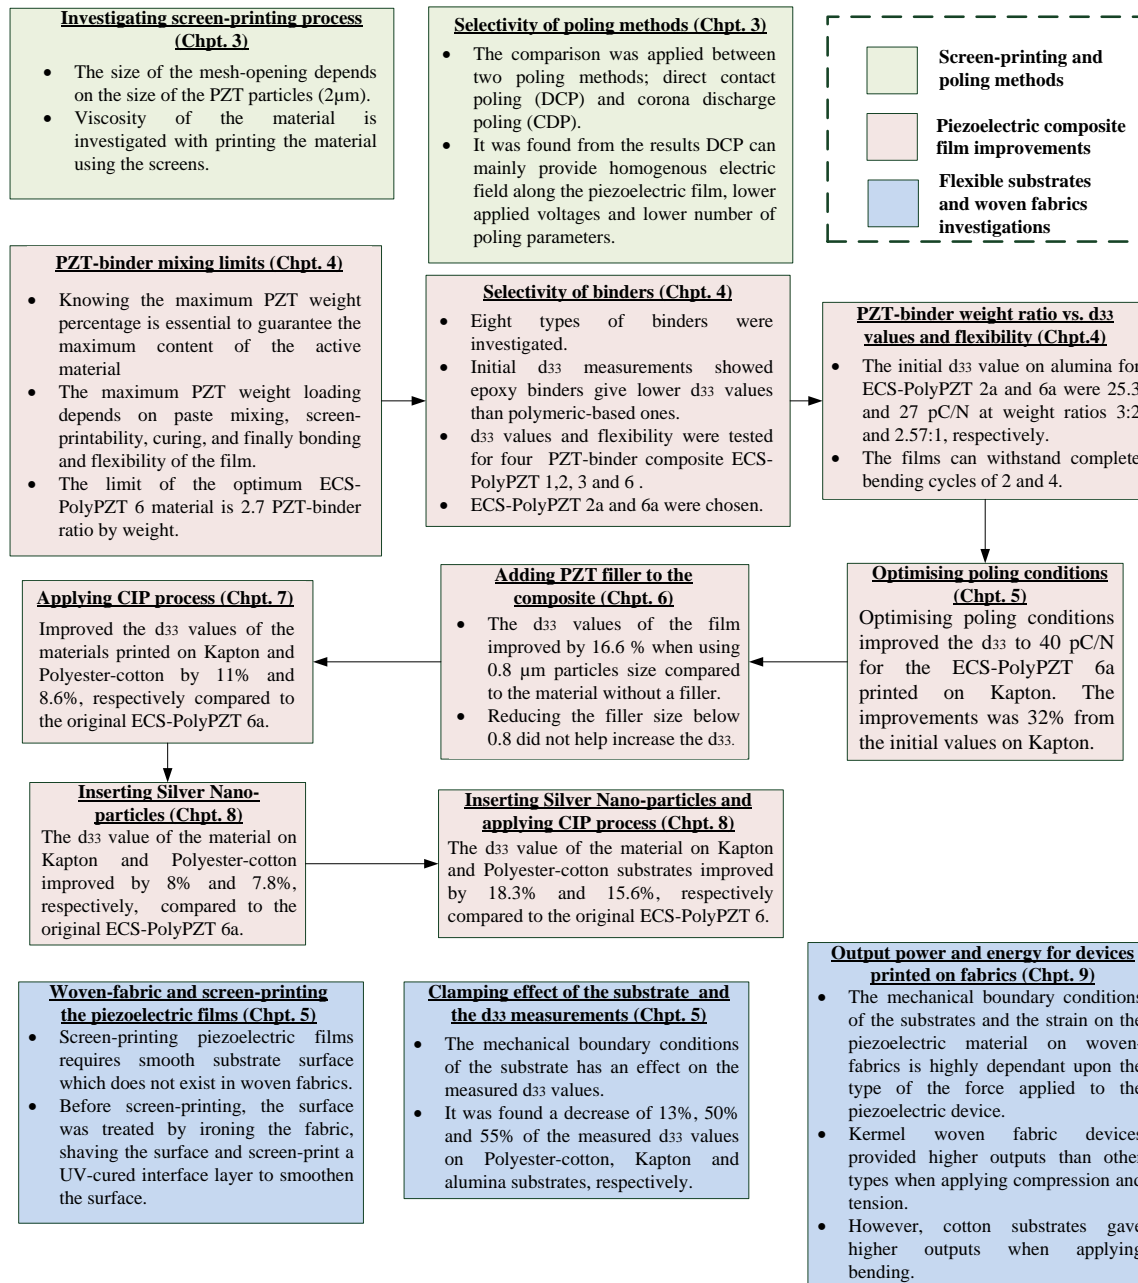 Investigating screen-printing process
(Chpt. 3)
• The size of the mesh-opening depends
on the size of the PZT particles (2µm).
• Viscosity of the material is
investigated with printing the material
using the screens.
Selectivity of poling methods (Chpt. 3)
• The comparison was applied between
two poling methods; direct contact
poling (DCP) and corona discharge
poling (CDP).
• It was found from the results DCP can
mainly provide homogenous electric
field along the piezoelectric film, lower
applied voltages and lower number of
poling parameters.
Screen-printing and
poling methods
Piezoelectric composite
film improvements
Flexible substrates
and woven fabrics
investigations
PZT-binder mixing limits (Chpt. 4)
• Knowing the maximum PZT weight
percentage is essential to guarantee the
maximum content of the active
material
• The maximum PZT weight loading
depends on paste mixing, screen-
printability, curing, and finally bonding
and flexibility of the film.
• The limit of the optimum ECS-
PolyPZT 6 material is 2.7 PZT-binder
ratio by weight.
Selectivity of binders (Chpt. 4)
• Eight types of binders were
investigated.
• Initial d33 measurements showed
epoxy binders give lower d33 values
than polymeric-based ones.
• d33 values and flexibility were tested
for four PZT-binder composite ECS-
PolyPZT 1,2, 3 and 6 .
• ECS-PolyPZT 2a and 6a were chosen.
PZT-binder weight ratio vs. d33
values and flexibility (Chpt.4)
• The initial d33 value on alumina for
ECS-PolyPZT 2a and 6a were 25.3
and 27 pC/N at weight ratios 3:2
and 2.57:1, respectively.
• The films can withstand complete
bending cycles of 2 and 4.
Applying CIP process (Chpt. 7)
Improved the d33 values of the
materials printed on Kapton and
Polyester-cotton by 11% and
8.6%, respectively compared to
the original ECS-PolyPZT 6a.
Adding PZT filler to the
composite (Chpt. 6)
• The d33 values of the film
improved by 16.6 % when using
0.8 µm particles size compared
to the material without a filler.
• Reducing the filler size below
0.8 did not help increase the d33.
Optimising poling conditions
(Chpt. 5)
Optimising poling conditions
improved the d33 to 40 pC/N
for the ECS-PolyPZT 6a
printed on Kapton. The
improvements was 32% from
the initial values on Kapton.
Inserting Silver Nano-
particles (Chpt. 8)
The d33 value of the material on
Kapton and Polyester-cotton
improved by 8% and 7.8%,
respectively, compared to the
original ECS-PolyPZT 6a.
Inserting Silver Nano-particles and
applying CIP process (Chpt. 8)
The d33 value of the material on Kapton
and Polyester-cotton substrates improved
by 18.3% and 15.6%, respectively
compared to the original ECS-PolyPZT 6.
Woven-fabric and screen-printing
the piezoelectric films (Chpt. 5)
• Screen-printing piezoelectric films
requires smooth substrate surface
which does not exist in woven fabrics.
• Before screen-printing, the surface
was treated by ironing the fabric,
shaving the surface and screen-print a
UV-cured interface layer to smoothen
the surface.
Clamping effect of the substrate and
the d33 measurements (Chpt. 5)
• The mechanical boundary conditions
of the substrate has an effect on the
measured d33 values.
• It was found a decrease of 13%, 50%
and 55% of the measured d33 values
on Polyester-cotton, Kapton and
alumina substrates, respectively.
Output power and energy for devices
printed on fabrics (Chpt. 9)
• The mechanical boundary conditions
of the substrates and the strain on the
piezoelectric material on woven-
fabrics is highly dependant upon the
type of the force applied to the
piezoelectric device.
• Kermel woven fabric devices
provided higher outputs than other
types when applying compression and
tension.
• However, cotton substrates gave
higher outputs when applying
bending.